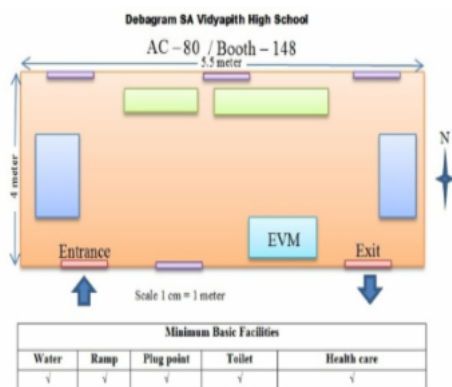 Debagram SA Vidyapith High School
AC – 80 / Booth – 148
5.5 meter
4 meter
N
EVM
Entrance
Exit
Scale 1 cm = 1 meter
Minimum Basic Facilities
Water Ramp Plug point Toilet Health care
√ √ √ √ √